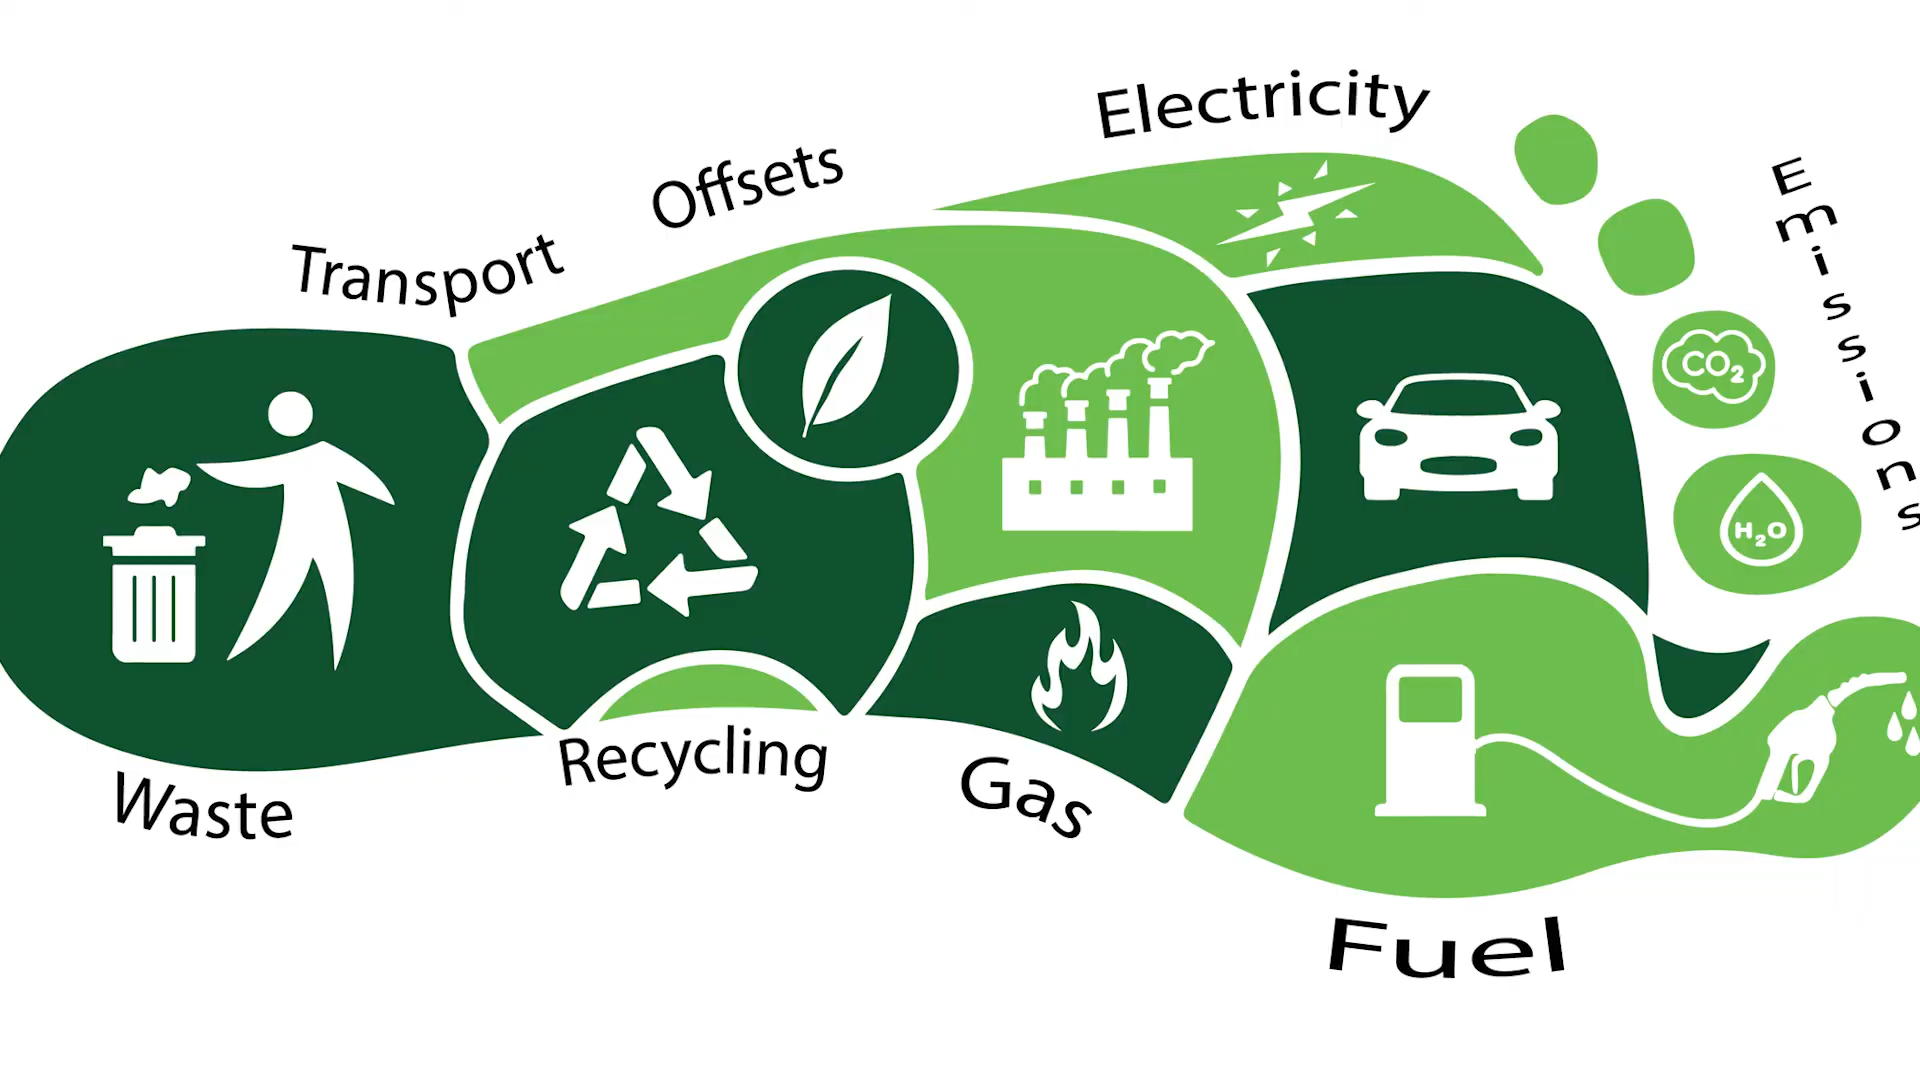 Electricity
Offsets
Emissions
Transport
CO2
H2O
Recycling
Gas
Waste
Fuel